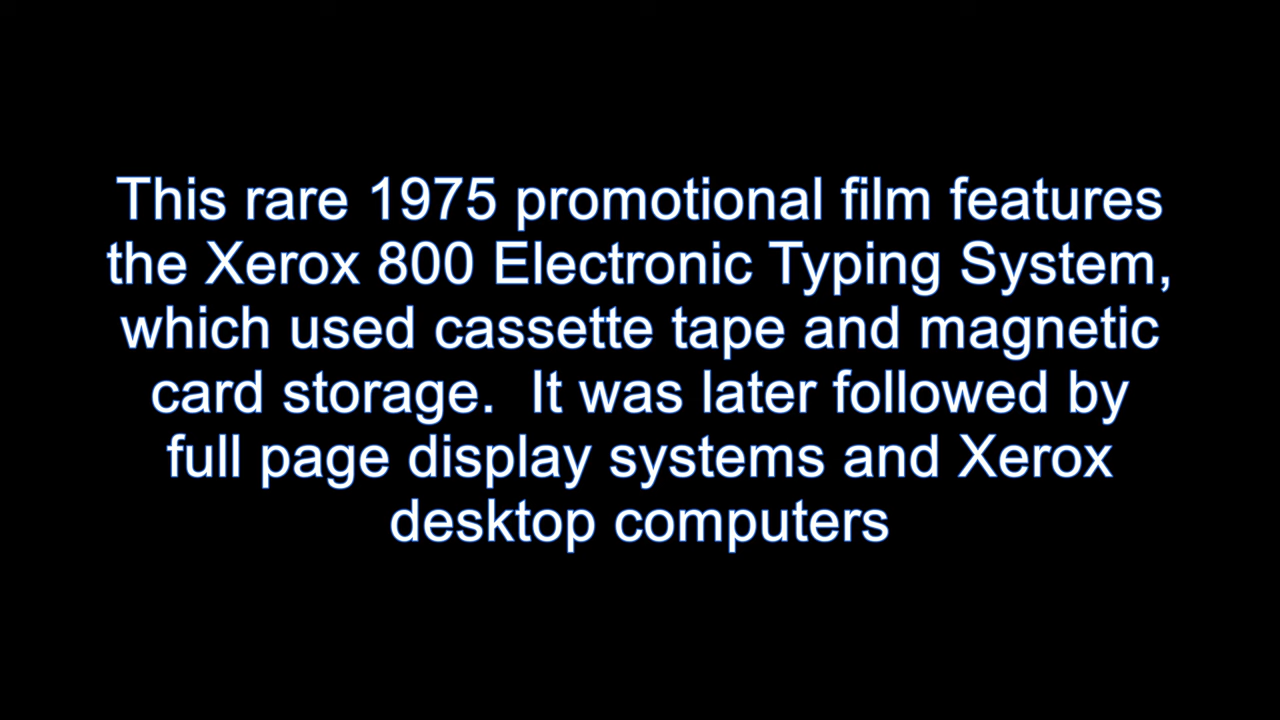 This rare 1975 promotional film features
the Xerox 800 Electronic Typing System,
which used cassette tape and magnetic
card storage.  It was later followed by
full page display systems and Xerox
desktop computers